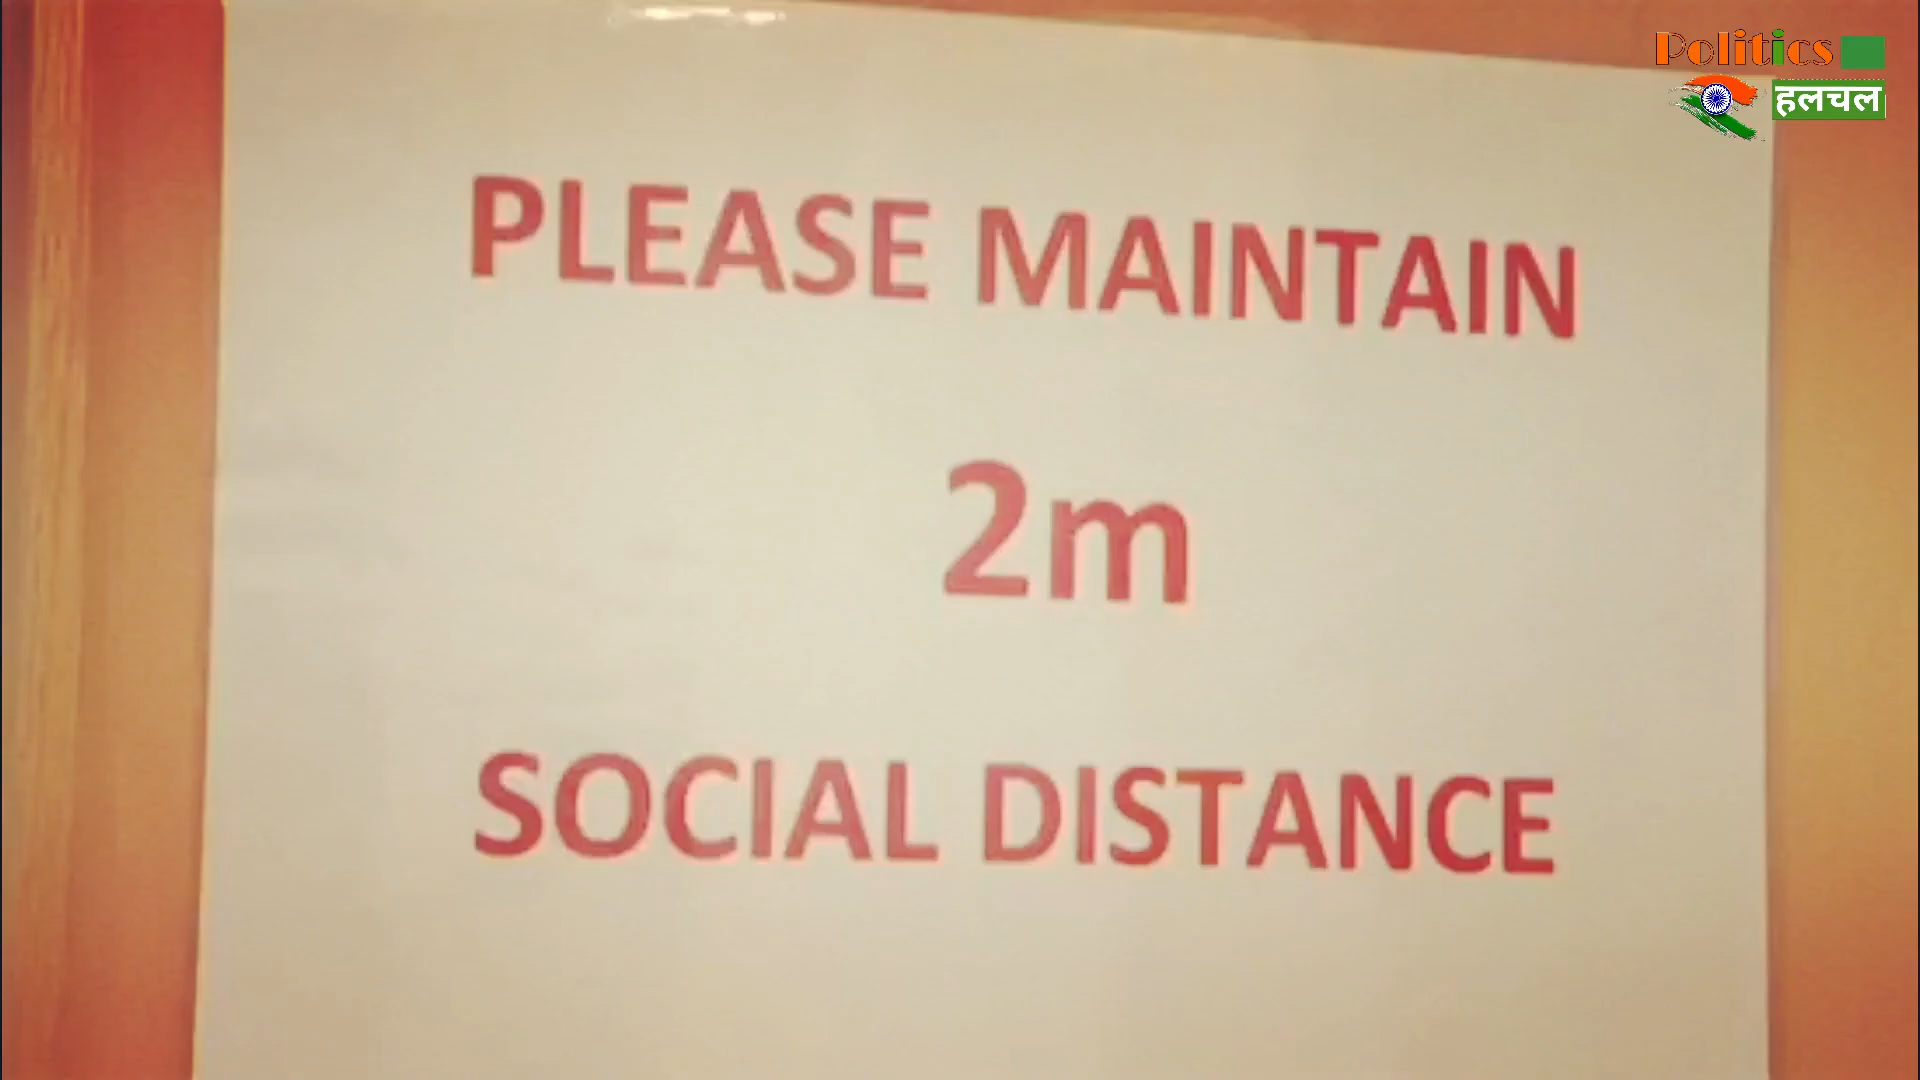 Politics
हलचल
PLEASE MAINTAIN
2m
SOCIAL DISTANCE